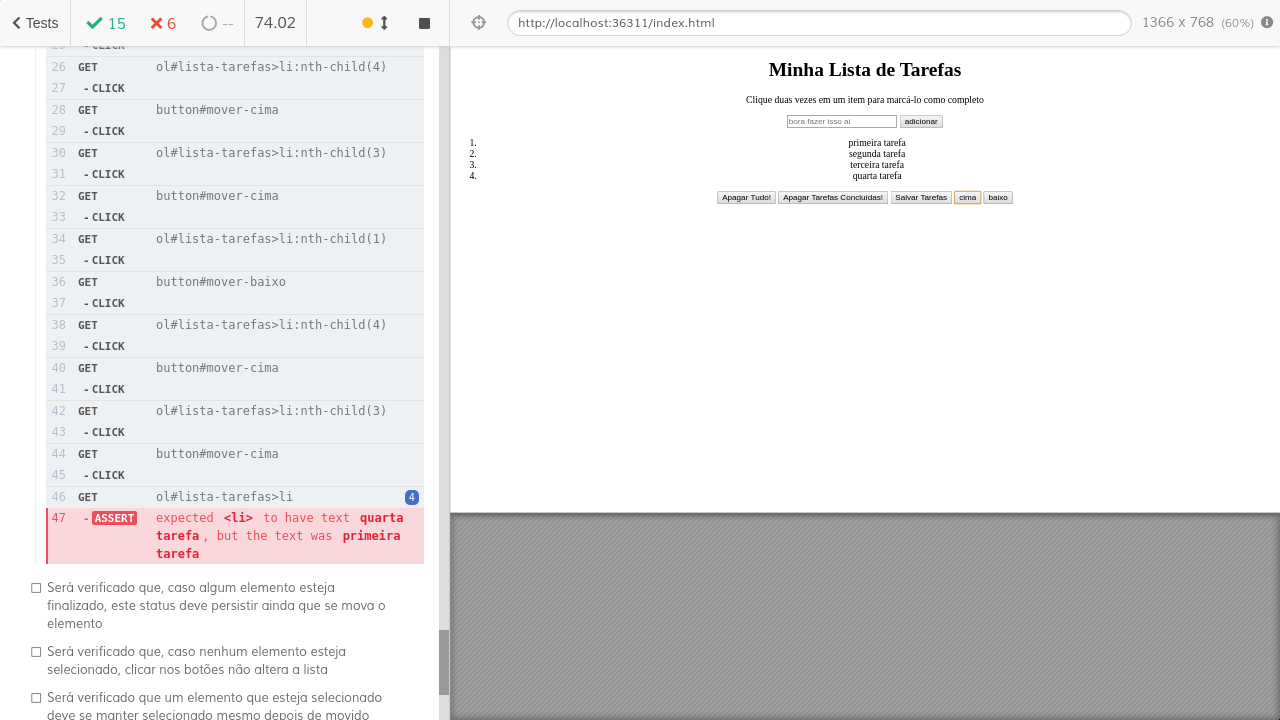 Tests
15
6
--
74.02
http://localhost:36311/index.html
1366 x 768 (60%)
25 - CLICK
26 GET ol#lista-tarefas>li:nth-child(4)
27 - CLICK
28 GET button#mover-cima
29 - CLICK
30 GET ol#lista-tarefas>li:nth-child(3)
31 - CLICK
32 GET button#mover-cima
33 - CLICK
34 GET ol#lista-tarefas>li:nth-child(1)
35 - CLICK
36 GET button#mover-baixo
37 - CLICK
38 GET ol#lista-tarefas>li:nth-child(4)
39 - CLICK
40 GET button#mover-cima
41 - CLICK
42 GET ol#lista-tarefas>li:nth-child(3)
43 - CLICK
44 GET button#mover-cima
45 - CLICK
46 GET ol#lista-tarefas>li 4
47 - ASSERT expected <li> to have text quarta
tarefa, but the text was primeira
tarefa
Será verificado que, caso algum elemento esteja
finalizado, este status deve persistir ainda que se mova o
elemento
Será verificado que, caso nenhum elemento esteja
selecionado, clicar nos botões não altera a lista
Será verificado que um elemento que esteja selecionado
deve se manter selecionado mesmo depois de movido
Minha Lista de Tarefas
Clique duas vezes em um item para marcá-lo como completo
bora fazer isso aí adicionar
1. primeira tarefa
2. segunda tarefa
3. terceira tarefa
4. quarta tarefa
Apagar Tudo! Apagar Tarefas Concluídas! Salvar Tarefas cima baixo